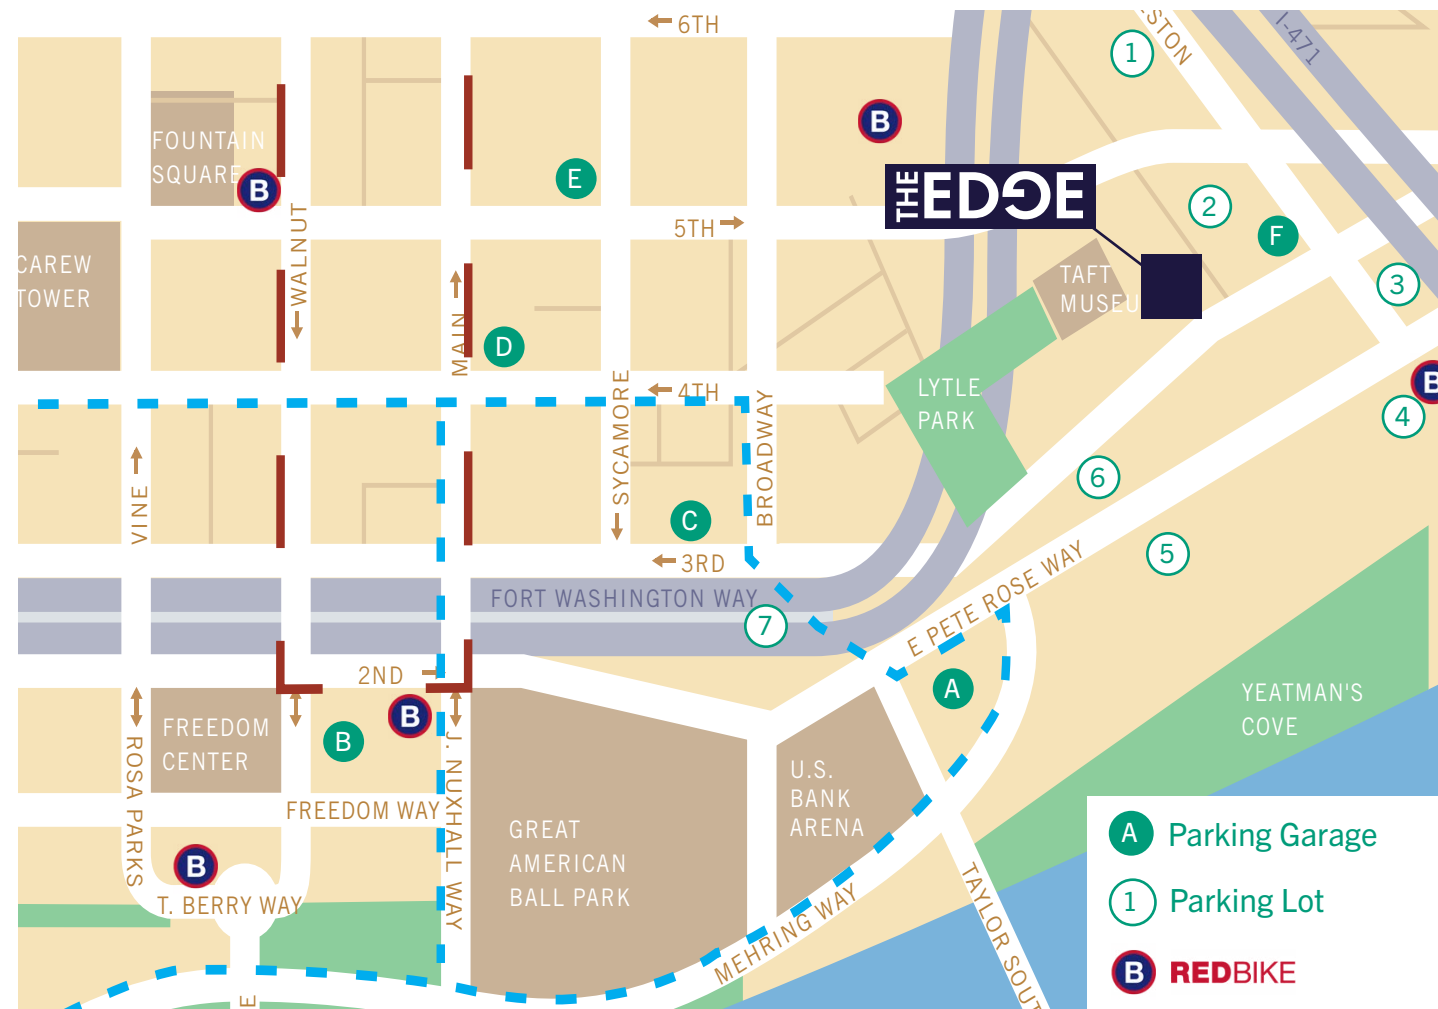 6TH
STON
I-471
1
B
FOUNTAIN
SQUARE
B
E
THE EDGE
2
F
5TH
WALNUT
CAREW
TOWER
TAFT
MUSEU
3
MAIN
D
B
4TH
SYCAMORE
BROADWAY
LYTLE
PARK
4
6
VINE
C
5
3RD
FORT WASHINGTON WAY
7
E PETE ROSE WAY
2ND
A
YEATMAN'S
COVE
B
FREEDOM
CENTER
B
ROSA PARKS
J. NUXHALL WAY
U.S.
BANK
ARENA
FREEDOM WAY
GREAT
AMERICAN
BALL PARK
B
T. BERRY WAY
MEHRING WAY
TAYLOR SOUT
E
A Parking Garage
1 Parking Lot
B REDBIKE